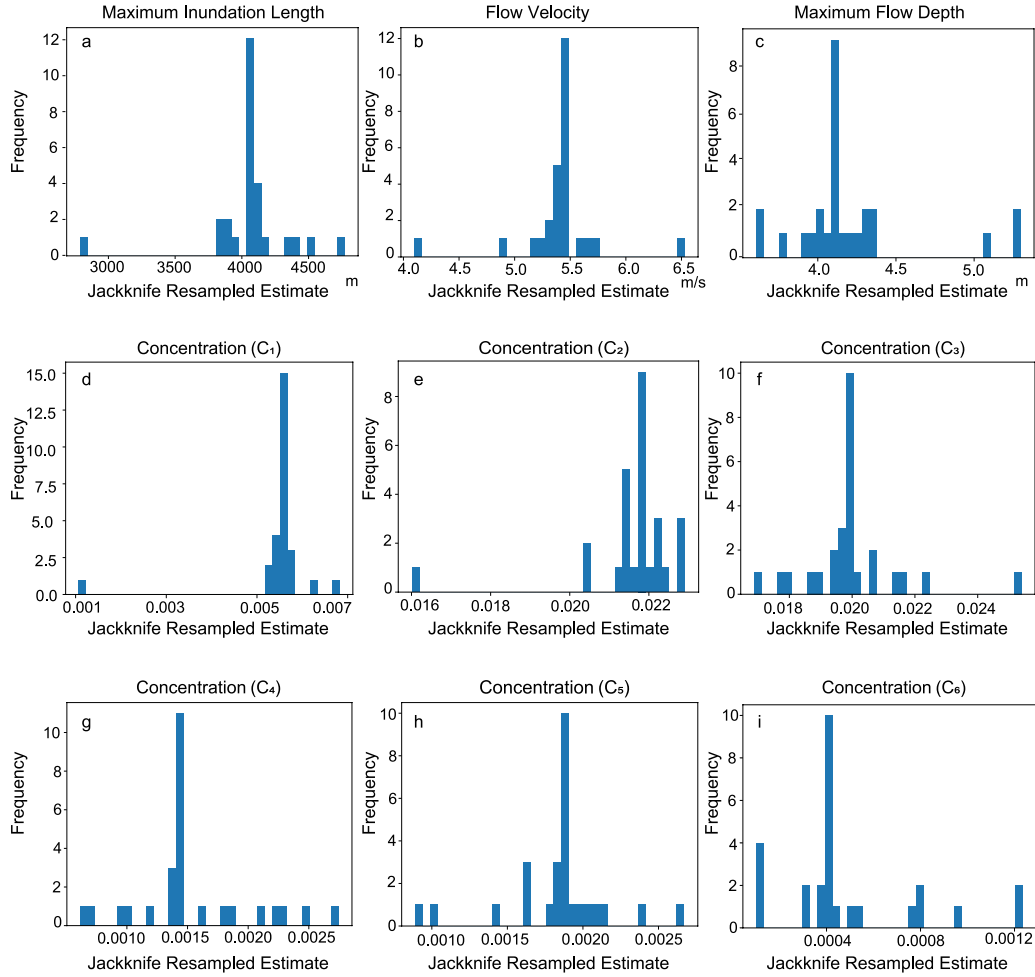 Maximum Inundation Length
Flow Velocity
Maximum Flow Depth
a
12
10
8
6
4
2
0
Frequency
3000 3500 4000 4500
m
Jackknife Resampled Estimate
b
12
10
8
6
4
2
0
Frequency
4.0 4.5 5.0 5.5 6.0 6.5
m/s
Jackknife Resampled Estimate
c
8
6
4
2
0
Frequency
4.0 4.5 5.0
m
Jackknife Resampled Estimate
Concentration (C₁)
d
15.0
12.5
10.0
7.5
5.0
2.5
0.0
Frequency
0.001 0.003 0.005 0.007
Jackknife Resampled Estimate
Concentration (C₂)
e
8
6
4
2
0
Frequency
0.016 0.018 0.020 0.022
Jackknife Resampled Estimate
Concentration (C₃)
f
10
8
6
4
2
0
Frequency
0.018 0.020 0.022 0.024
Jackknife Resampled Estimate
Concentration (C₄)
g
10
8
6
4
2
0
Frequency
0.0010 0.0015 0.0020 0.0025
Jackknife Resampled Estimate
Concentration (C₅)
h
10
8
6
4
2
0
Frequency
0.0010 0.0015 0.0020 0.0025
Jackknife Resampled Estimate
Concentration (C₆)
i
10
8
6
4
2
0
Frequency
0.0004 0.0008 0.0012
Jackknife Resampled Estimate